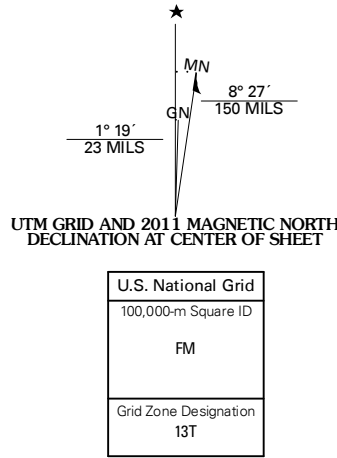 MN
GN
8° 27´
150 MILS
1° 19´
23 MILS
UTM GRID AND 2011 MAGNETIC NORTH
DECLINATION AT CENTER OF SHEET
U.S. National Grid
100,000-m Square ID
FM
Grid Zone Designation
13T